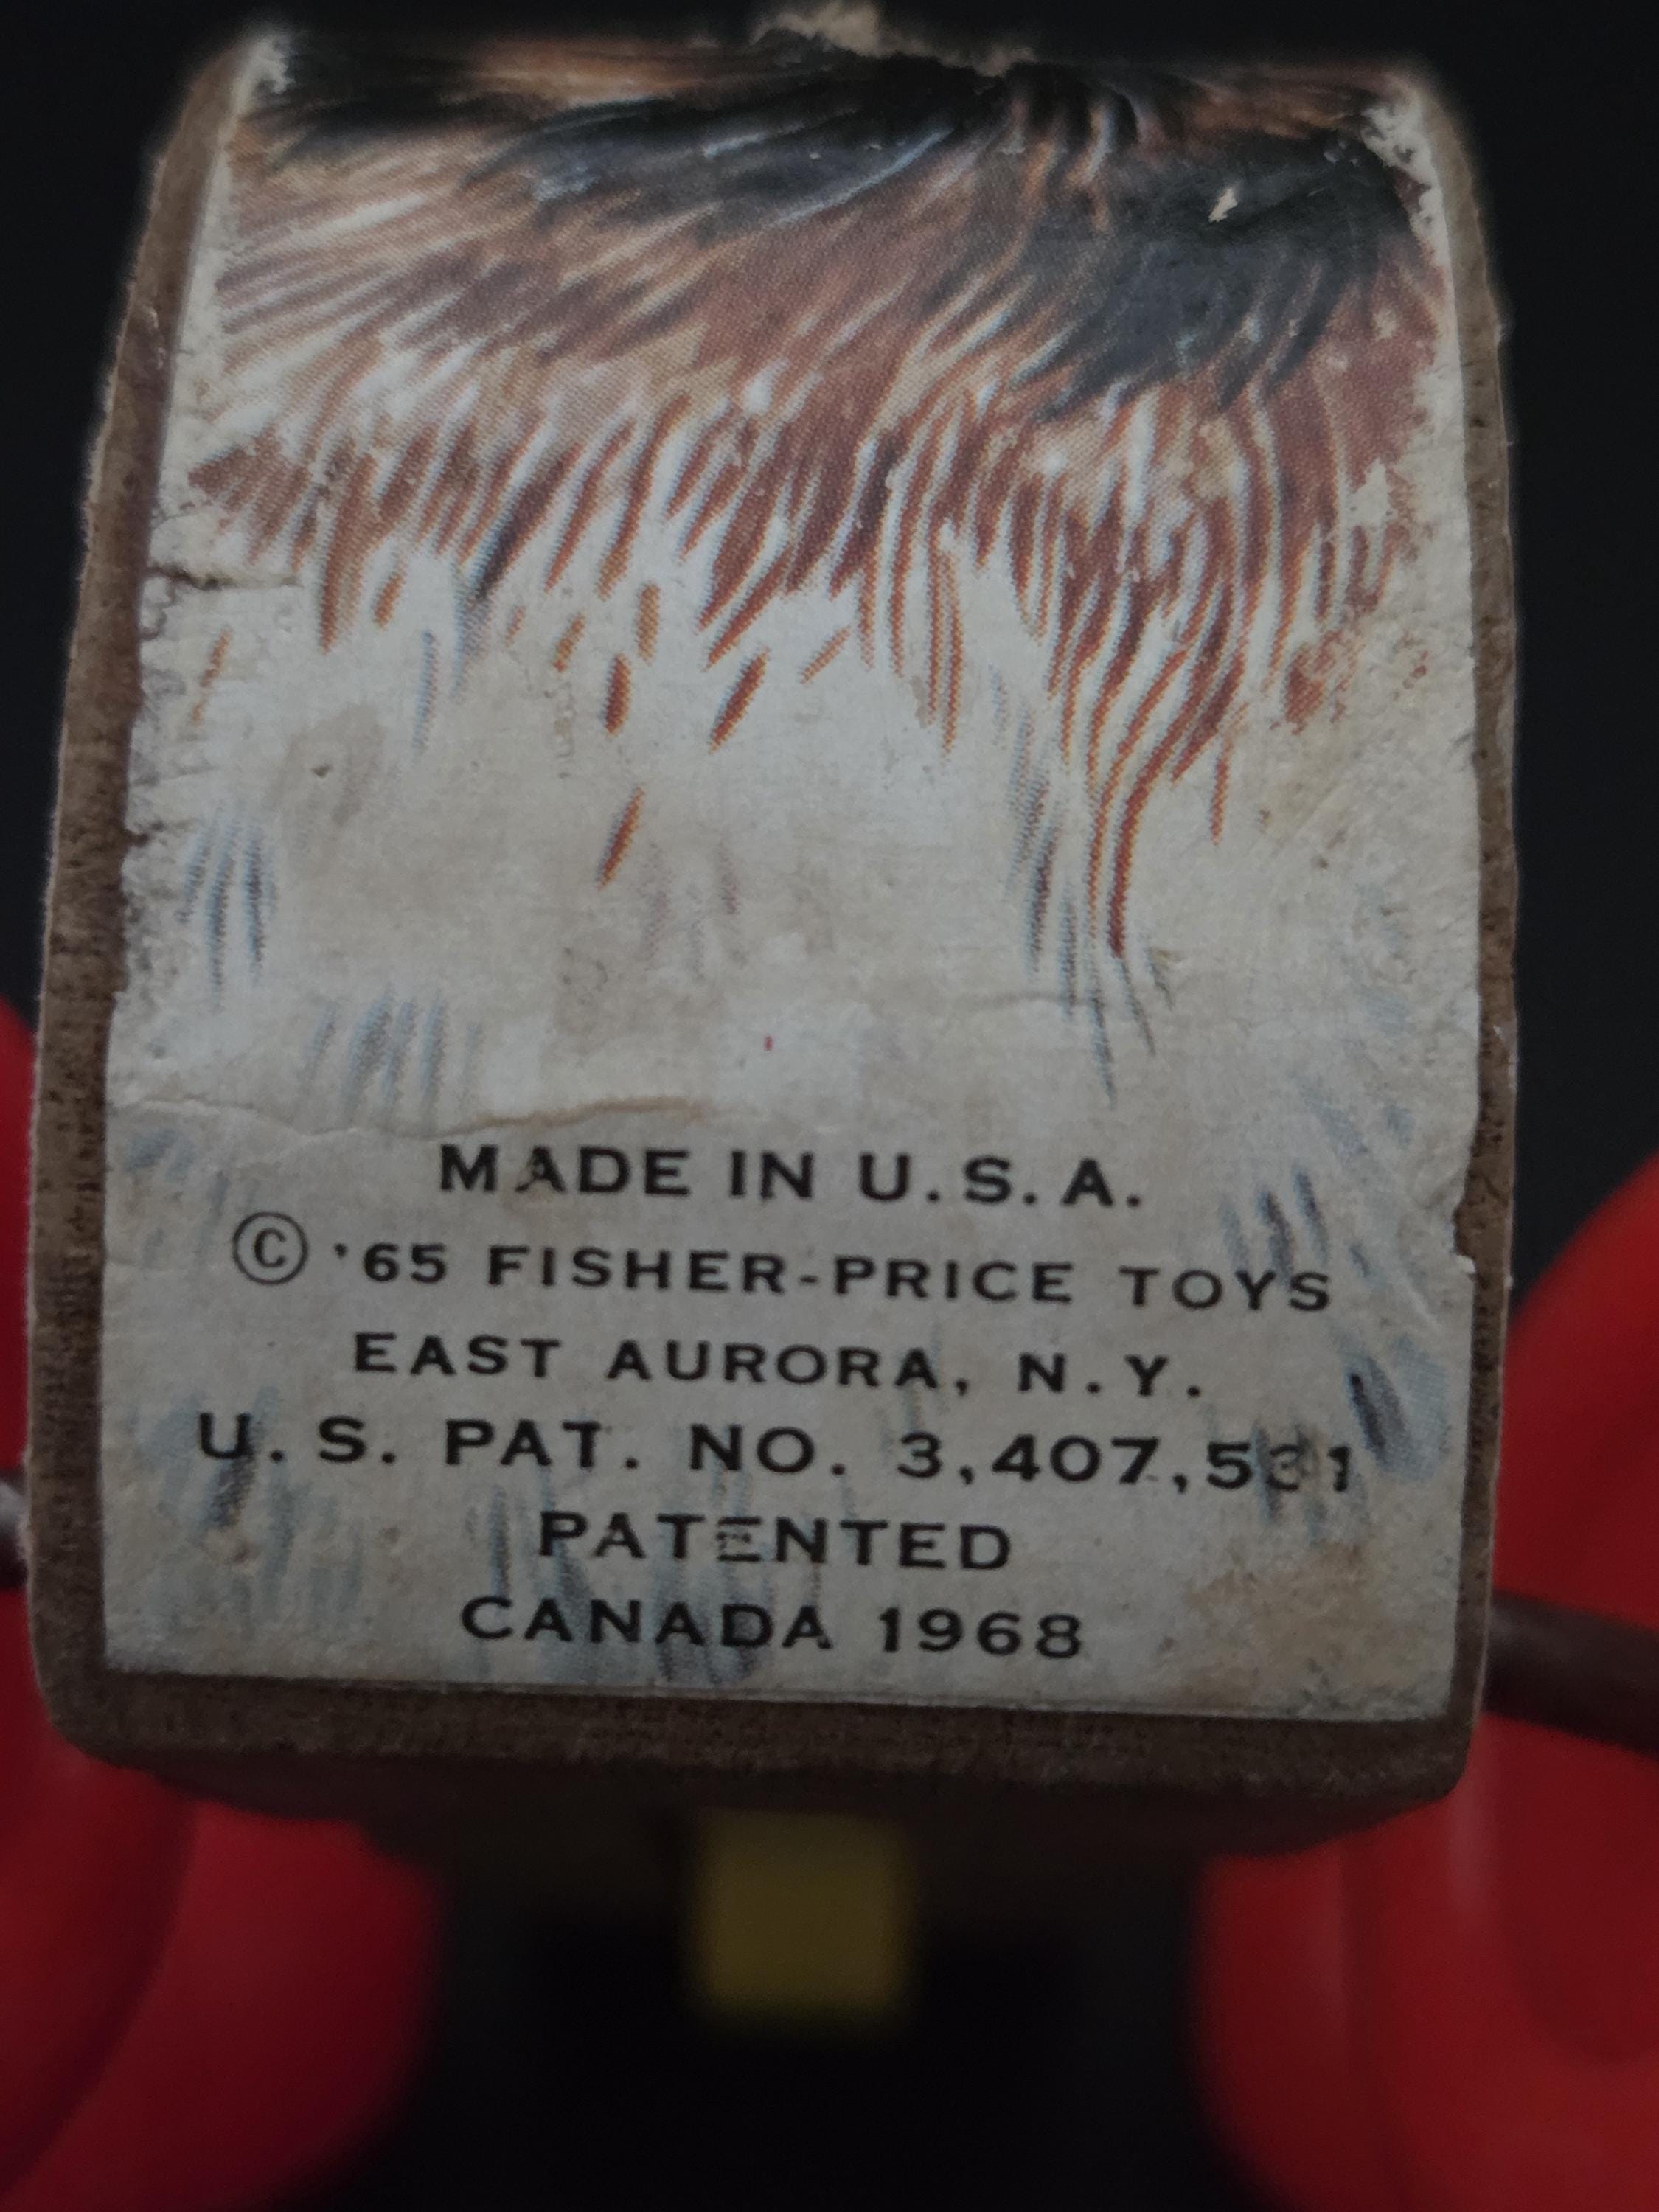 MADE IN U.S.A.
© '65 FISHER-PRICE TOYS
EAST AURORA, N.Y.
U.S. PAT. NO. 3,407,531
PATENTED
CANADA 1968